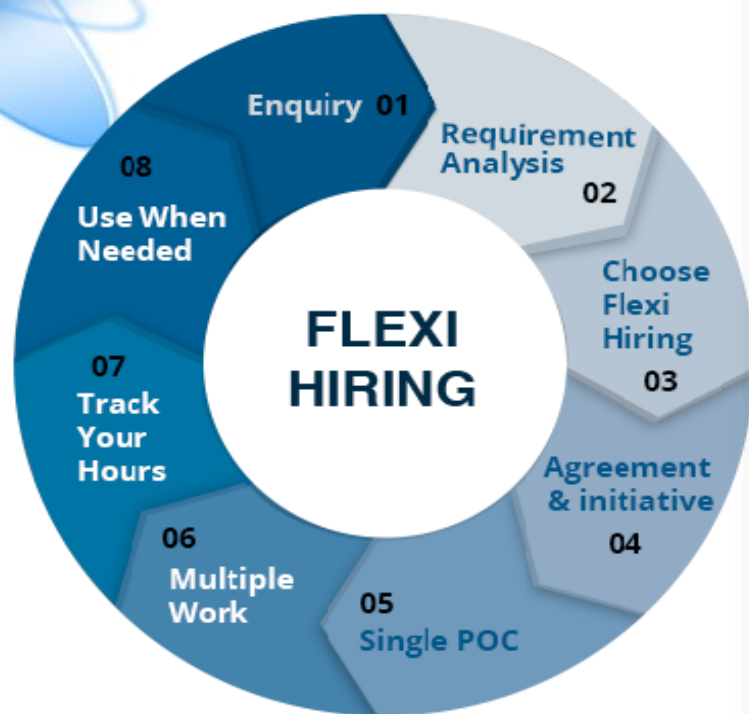 FLEXI
HIRING
Enquiry 01
Requirement
Analysis
02
Choose
Flexi
Hiring
03
Agreement
& initiative
04
05
Single POC
06
Multiple
Work
07
Track
Your
Hours
08
Use When
Needed